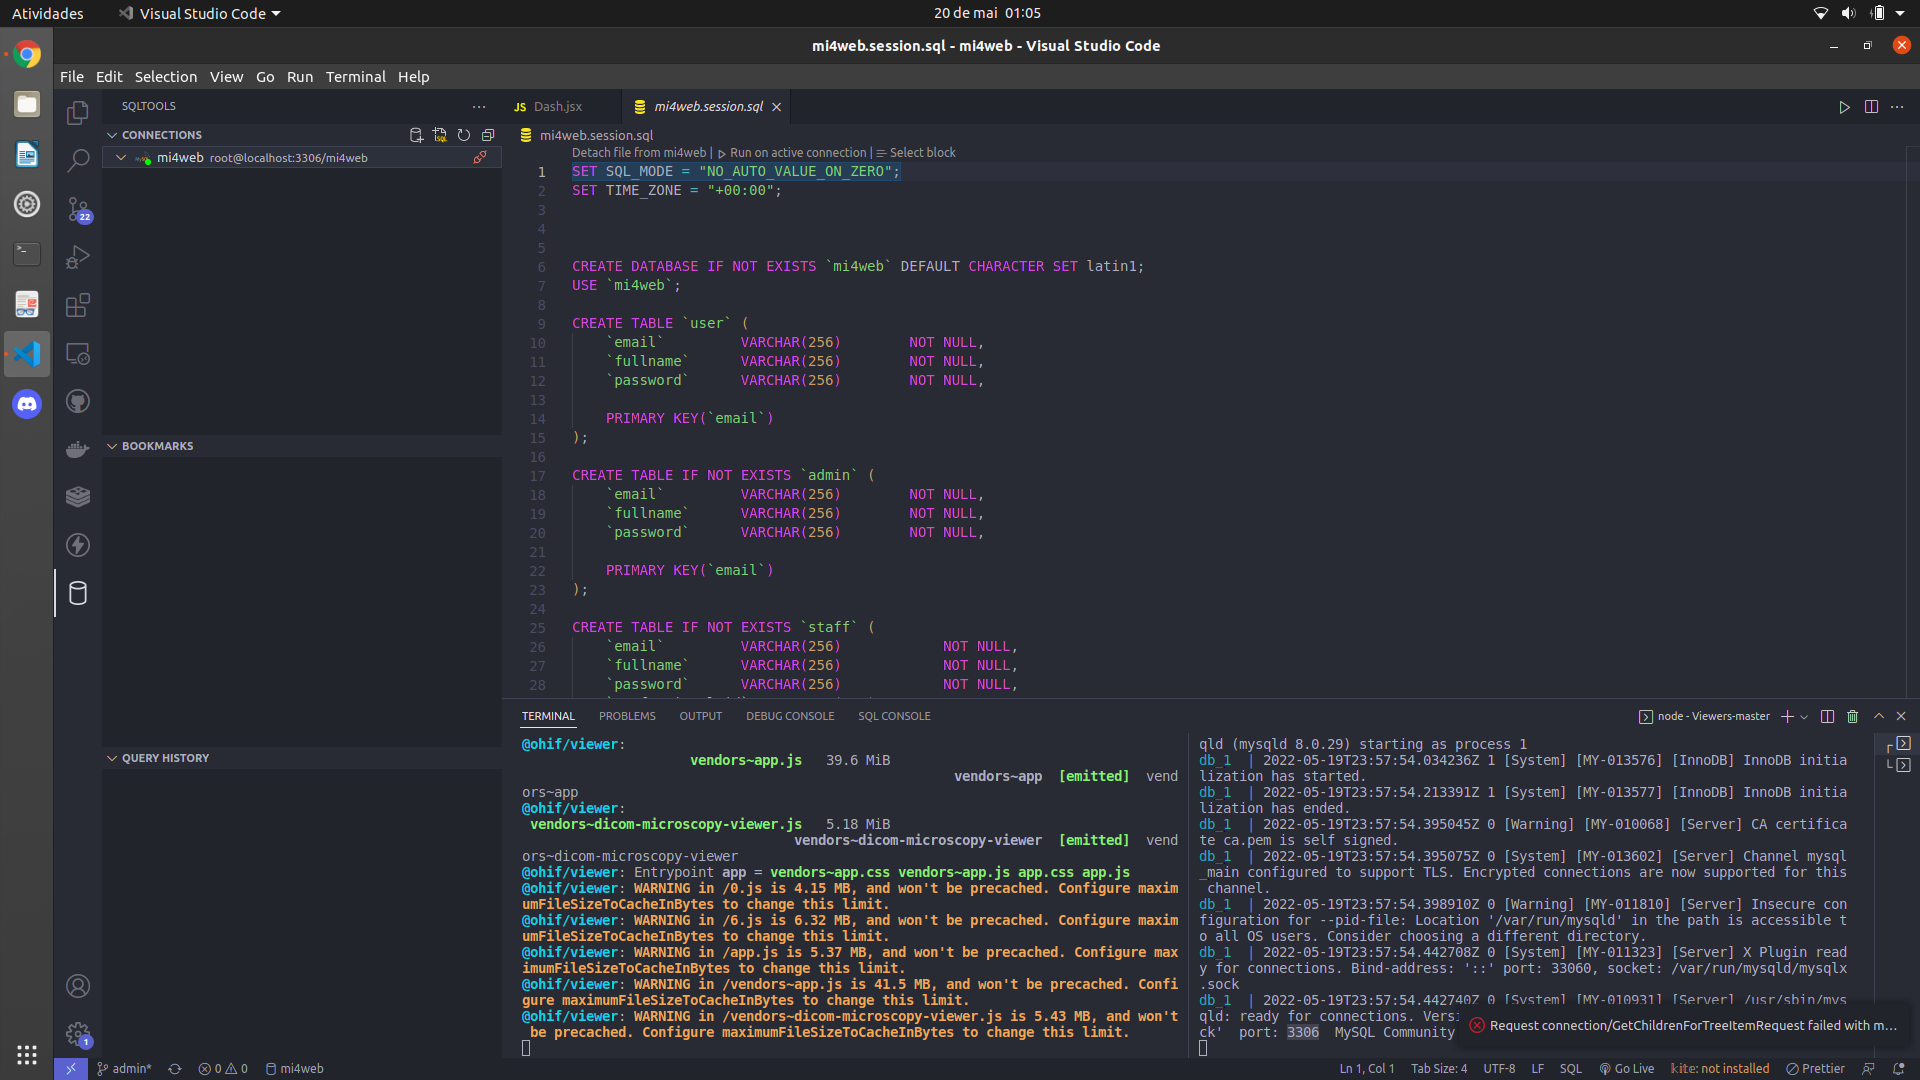 Atividades
Visual Studio Code
20 de mai 01:05
mi4web.session.sql - mi4web - Visual Studio Code
File Edit Selection View Go Run Terminal Help
SQLTOOLS
CONNECTIONS
mi4web root@localhost:3306/mi4web
BOOKMARKS
QUERY HISTORY
22
1
JS Dash.jsx
mi4web.session.sql
mi4web.session.sql
Detach file from mi4web | Run on active connection | Select block
1 SET SQL_MODE = "NO_AUTO_VALUE_ON_ZERO";
2 SET TIME_ZONE = "+00:00";
3
4
5
6 CREATE DATABASE IF NOT EXISTS `mi4web` DEFAULT CHARACTER SET latin1;
7 USE `mi4web`;
8
9 CREATE TABLE `user` (
10 `email` VARCHAR(256) NOT NULL,
11 `fullname` VARCHAR(256) NOT NULL,
12 `password` VARCHAR(256) NOT NULL,
13
14 PRIMARY KEY(`email`)
15 );
16
17 CREATE TABLE IF NOT EXISTS `admin` (
18 `email` VARCHAR(256) NOT NULL,
19 `fullname` VARCHAR(256) NOT NULL,
20 `password` VARCHAR(256) NOT NULL,
21
22 PRIMARY KEY(`email`)
23 );
24
25 CREATE TABLE IF NOT EXISTS `staff` (
26 `email` VARCHAR(256) NOT NULL,
27 `fullname` VARCHAR(256) NOT NULL,
28 `password` VARCHAR(256) NOT NULL,
TERMINAL PROBLEMS OUTPUT DEBUG CONSOLE SQL CONSOLE
node - Viewers-master
@ohif/viewer:
vendors~app.js 39.6 MiB
vendors~app [emitted] vend
ors~app
@ohif/viewer:
vendors~dicom-microscopy-viewer.js 5.18 MiB
vendors~dicom-microscopy-viewer [emitted] vend
ors~dicom-microscopy-viewer
@ohif/viewer: Entrypoint app = vendors~app.css vendors~app.js app.css app.js
@ohif/viewer: WARNING in /0.js is 4.15 MB, and won't be precached. Configure maxim
umFileSizeToCacheInBytes to change this limit.
@ohif/viewer: WARNING in /6.js is 6.32 MB, and won't be precached. Configure maxim
umFileSizeToCacheInBytes to change this limit.
@ohif/viewer: WARNING in /app.js is 5.37 MB, and won't be precached. Configure max
imumFileSizeToCacheInBytes to change this limit.
@ohif/viewer: WARNING in /vendors~app.js is 41.5 MB, and won't be precached. Confi
gure maximumFileSizeToCacheInBytes to change this limit.
@ohif/viewer: WARNING in /vendors~dicom-microscopy-viewer.js is 5.43 MB, and won't
be precached. Configure maximumFileSizeToCacheInBytes to change this limit.
qld (mysqld 8.0.29) starting as process 1
db_1 | 2022-05-19T23:57:54.034236Z 1 [System] [MY-013576] [InnoDB] InnoDB initia
lization has started.
db_1 | 2022-05-19T23:57:54.213391Z 1 [System] [MY-013577] [InnoDB] InnoDB initia
lization has ended.
db_1 | 2022-05-19T23:57:54.395045Z 0 [Warning] [MY-010068] [Server] CA certifica
te ca.pem is self signed.
db_1 | 2022-05-19T23:57:54.395075Z 0 [System] [MY-013602] [Server] Channel mysql
_main configured to support TLS. Encrypted connections are now supported for this
channel.
db_1 | 2022-05-19T23:57:54.398910Z 0 [Warning] [MY-011810] [Server] Insecure con
figuration for --pid-file: Location '/var/run/mysqld' in the path is accessible t
o all OS users. Consider choosing a different directory.
db_1 | 2022-05-19T23:57:54.442708Z 0 [System] [MY-011323] [Server] X Plugin read
y for connections. Bind-address: '::' port: 33060, socket: /var/run/mysqld/mysqlx
.sock
db_1 | 2022-05-19T23:57:54.442740Z 0 [System] [MY-010931] [Server] /usr/sbin/mys
qld: ready for connections. Versi
ck' port: 3306 MySQL Community
Request connection/GetChildrenForTreeItemRequest failed with m...
admin* 0 0 mi4web
Ln 1, Col 1 Tab Size: 4 UTF-8 LF SQL Go Live kite: not installed Prettier